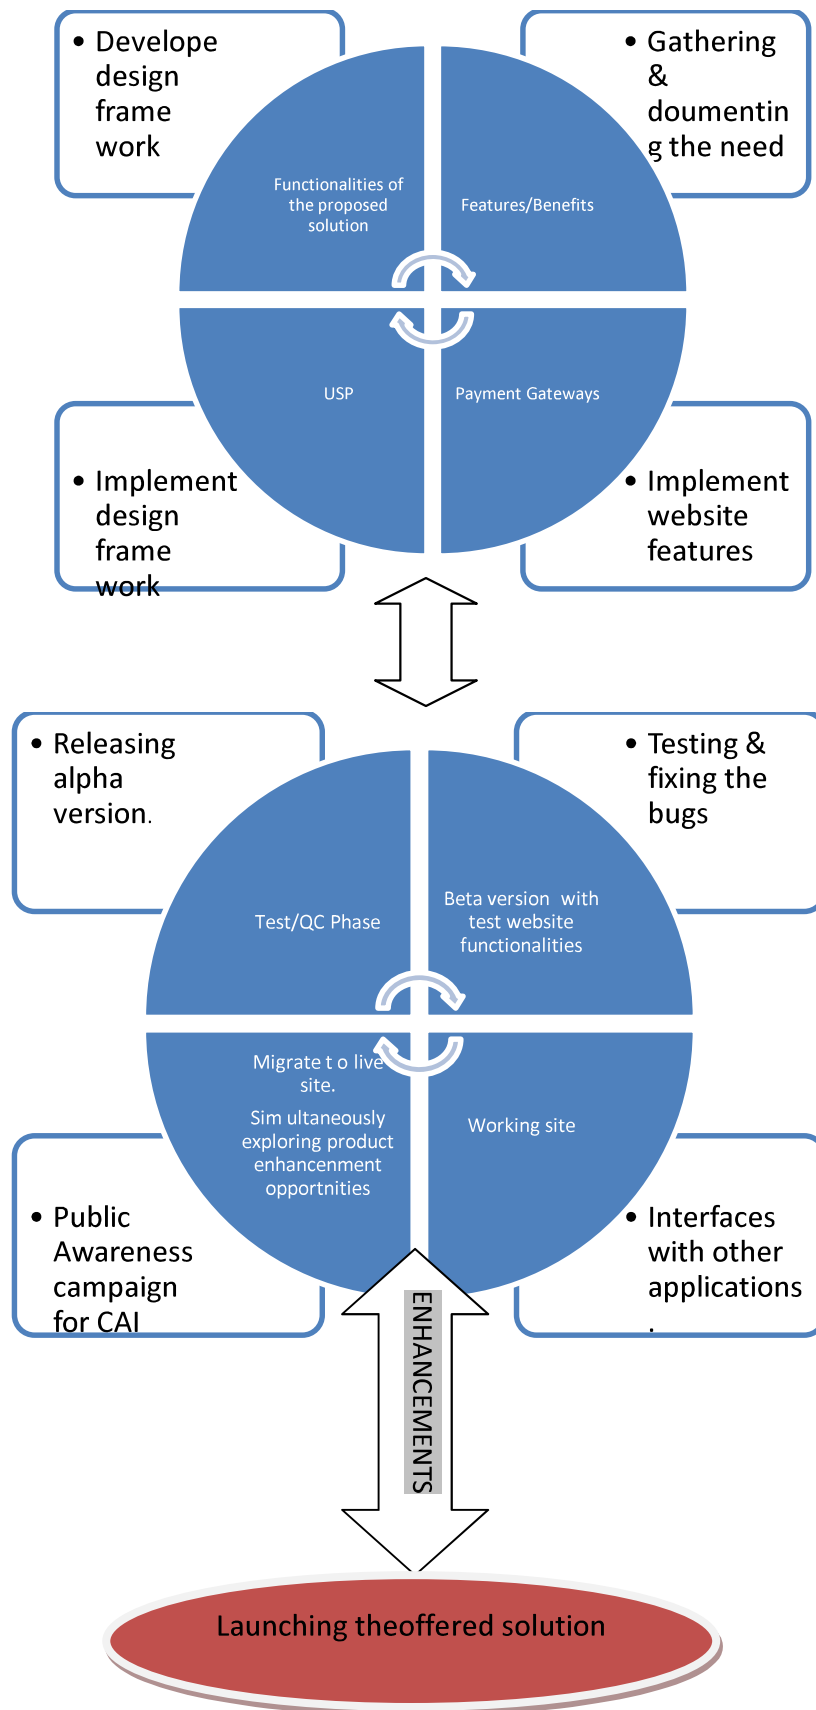 • Develope
design
frame
work
• Gathering
&
doumentin
g the need
Functionalities of
the proposed
solution
Features/Benefits
USP
Payment Gateways
• Implement
design
frame
work
• Implement
website
features
• Releasing
alpha
version.
• Testing &
fixing the
bugs
Test/QC Phase
Beta version with
test website
functionalities
Migrate t o live
site.
Sim ultaneously
exploring product
enhancenment
opportnities
Working site
• Public
Awareness
campaign
for CAI
• Interfaces
with other
applications
.
ENHANCEMENTS
Launching theoffered solution